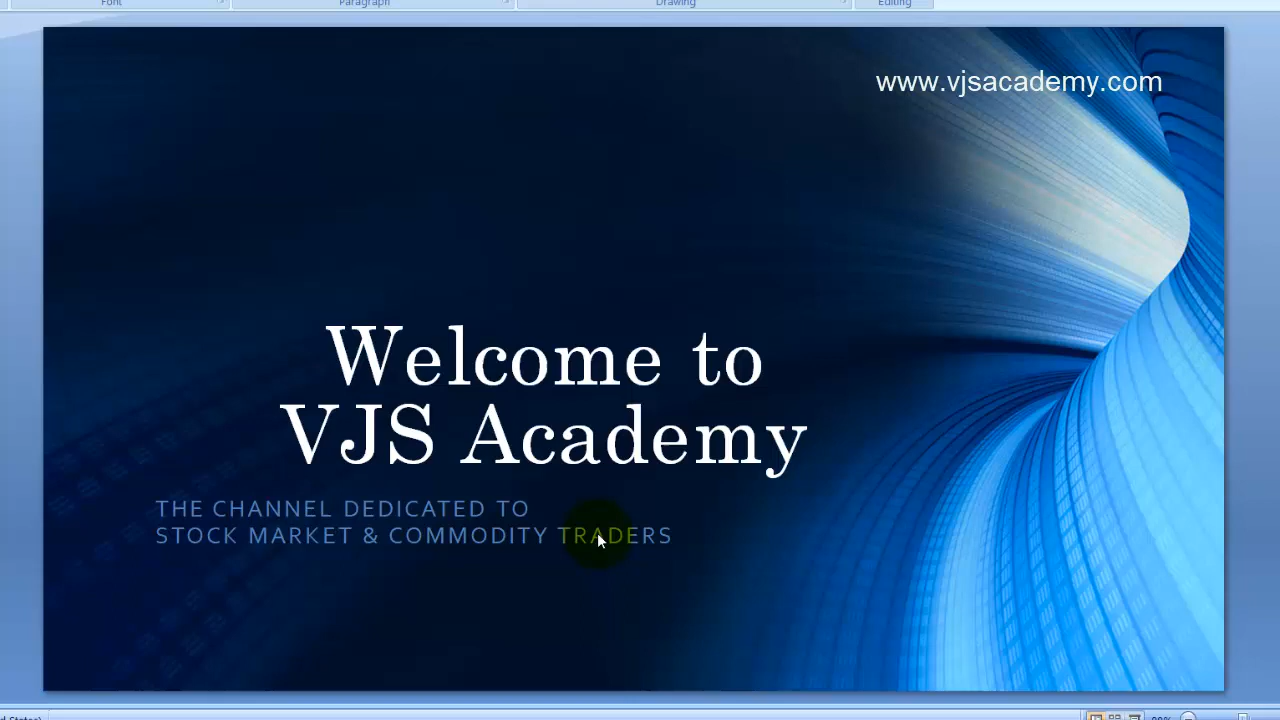 Font
Paragraph
Drawing
Editing
www.vjsacademy.com
Welcome to
VJS Academy
THE CHANNEL DEDICATED TO
STOCK MARKET & COMMODITY TRADERS